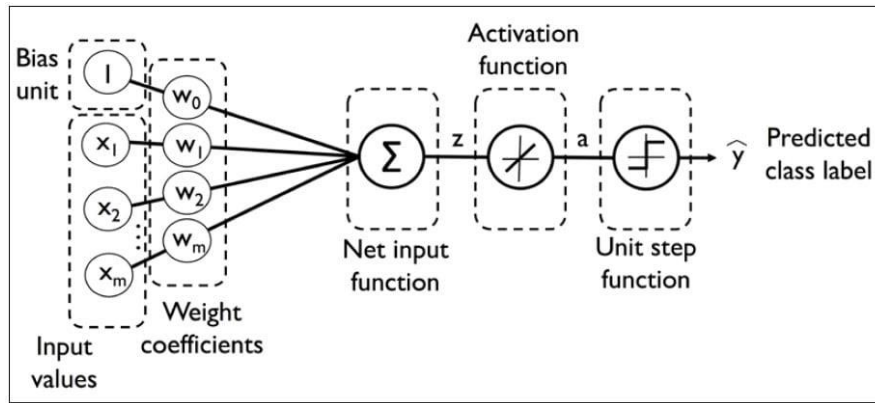 Bias
unit
1
w₀
x₁
w₁
x₂
w₂
xₘ
wₘ
Input
values
Weight
coefficients
Σ
Net input
function
z
Activation
function
a
Unit step
function
ŷ
Predicted
class label